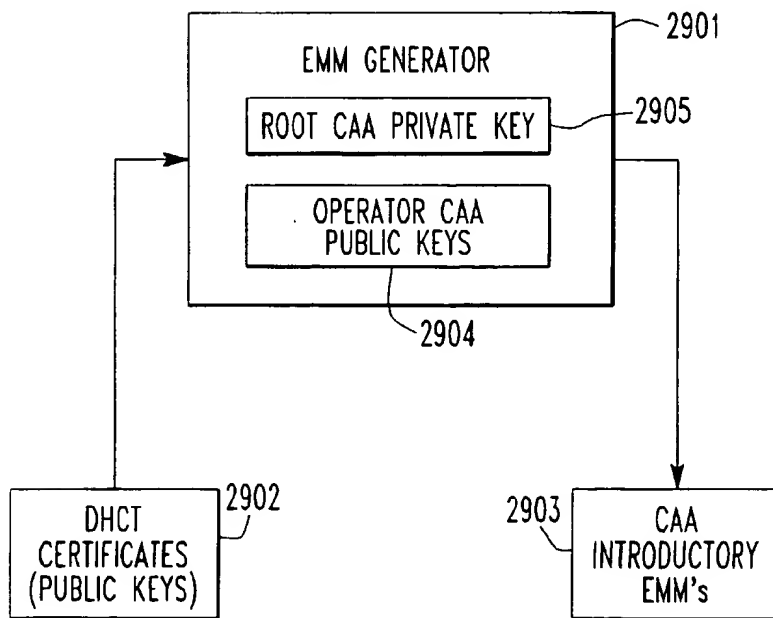 2901
EMM GENERATOR
ROOT CAA PRIVATE KEY
2905
OPERATOR CAA
PUBLIC KEYS
2904
DHCT
CERTIFICATES
(PUBLIC KEYS)
2902
2903
CAA
INTRODUCTORY
EMM's